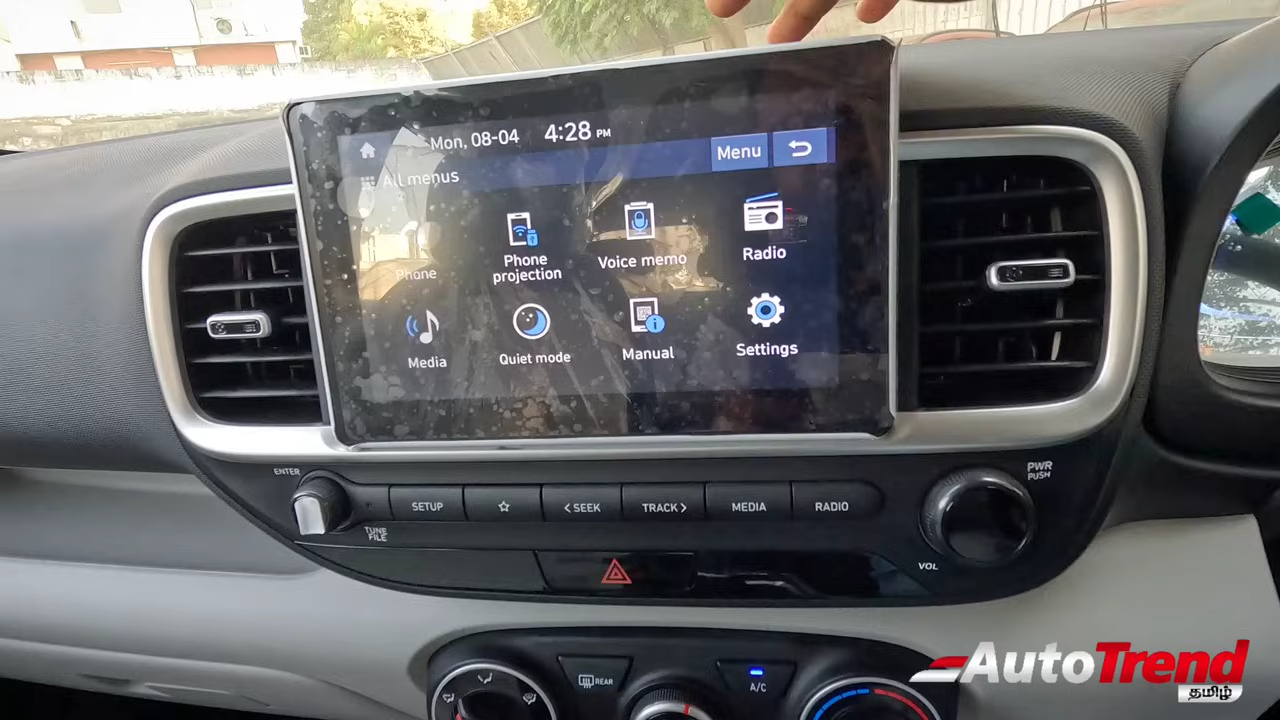 Mon, 08-04 4:28 PM
All menus
Menu
Phone
Phone projection
Voice memo
Radio
Media
Quiet mode
Manual
Settings
ENTER
TUNE
FILE
SETUP
☆
< SEEK
TRACK >
MEDIA
RADIO
PWR
PUSH
VOL
REAR
A/C
AutoTrend
தமிழ்